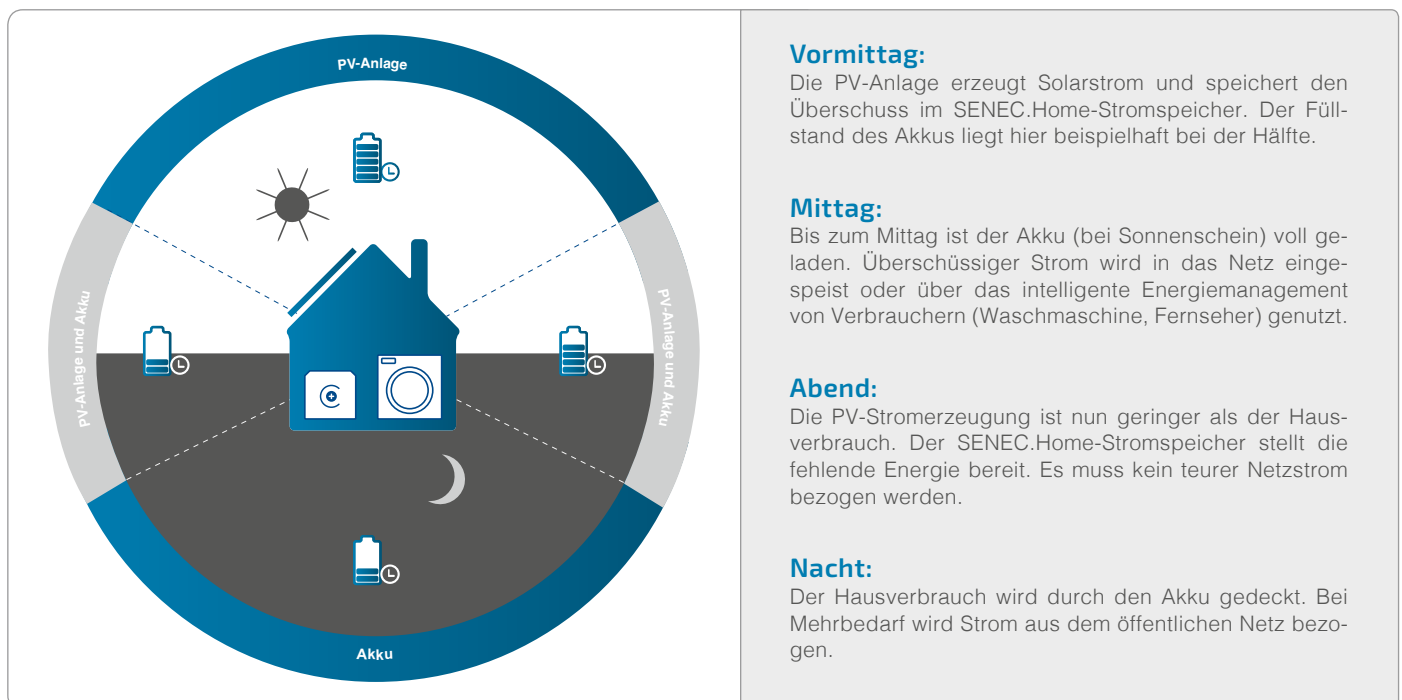 PV-Anlage
PV-Anlage und Akku
PV-Anlage und Akku
Akku
Vormittag:
Die PV-Anlage erzeugt Solarstrom und speichert den
Überschuss im SENEC.Home-Stromspeicher. Der Füll-
stand des Akkus liegt hier beispielhaft bei der Hälfte.
Mittag:
Bis zum Mittag ist der Akku (bei Sonnenschein) voll ge-
laden. Überschüssiger Strom wird in das Netz einge-
speist oder über das intelligente Energiemanagement
von Verbrauchern (Waschmaschine, Fernseher) genutzt.
Abend:
Die PV-Stromerzeugung ist nun geringer als der Haus-
verbrauch. Der SENEC.Home-Stromspeicher stellt die
fehlende Energie bereit. Es muss kein teurer Netzstrom
bezogen werden.
Nacht:
Der Hausverbrauch wird durch den Akku gedeckt. Bei
Mehrbedarf wird Strom aus dem öffentlichen Netz bezo-
gen.